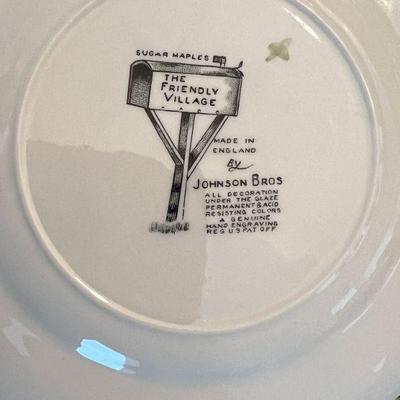 SUGAR MAPLES
THE
FRIENDLY
VILLAGE
MADE IN
ENGLAND
By
JOHNSON BROS
ALL DECORATION
UNDER THE GLAZE
PERMANENT & ACID
RESISTING COLORS
A GENUINE
HAND ENGRAVING
REG US PAT OFF